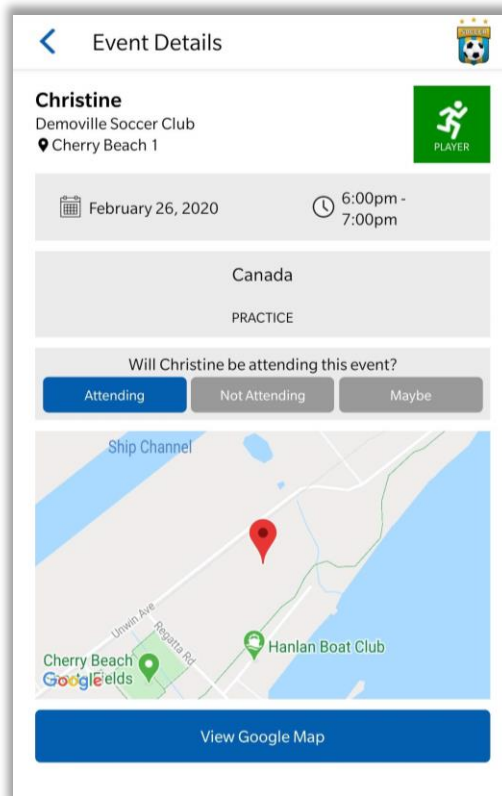 Event Details
SOCCER
Christine
Demoville Soccer Club
Cherry Beach 1
PLAYER
February 26, 2020
6:00pm -
7:00pm
Canada
PRACTICE
Will Christine be attending this event?
Attending
Not Attending
Maybe
Ship Channel
Unwin Ave
Regatta Rd
Hanlan Boat Club
Cherry Beach
Google
View Google Map